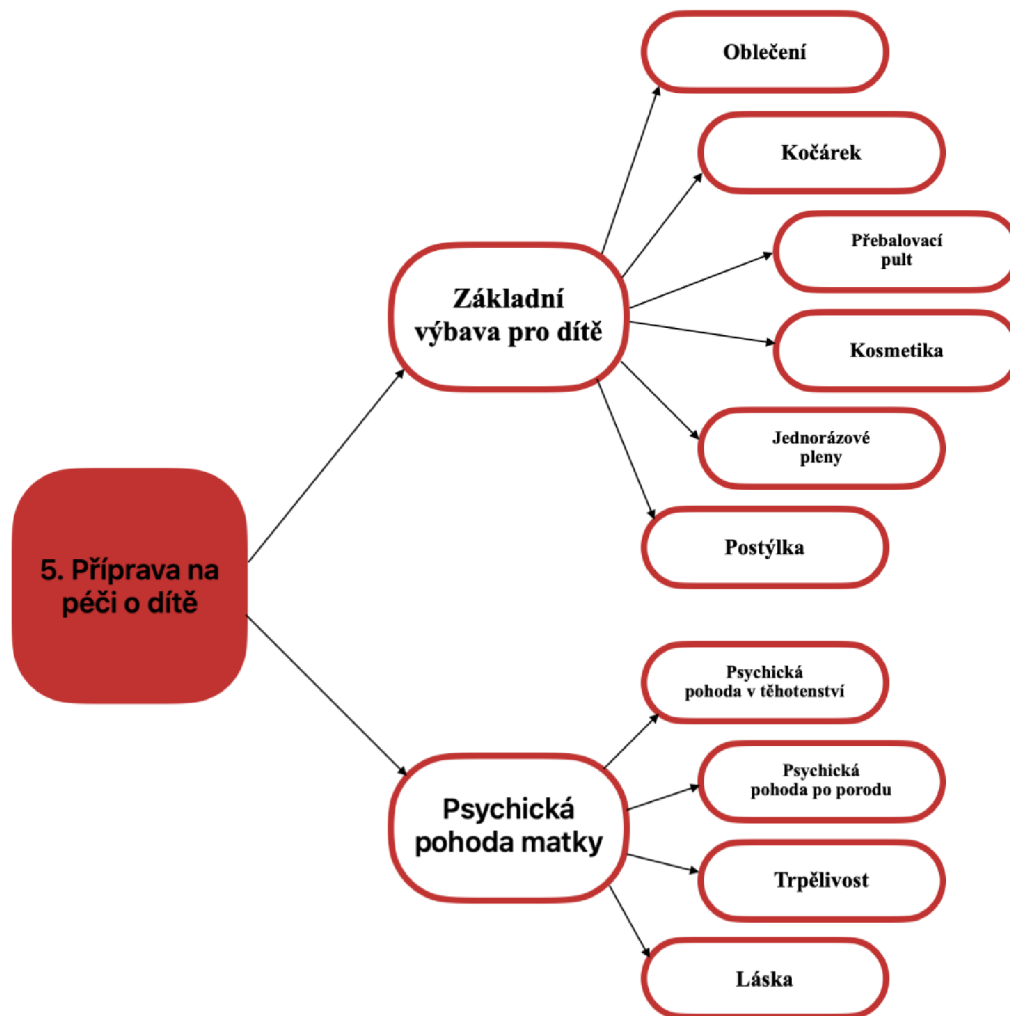 5. Příprava na
péči o dítě
Základní
výbava pro dítě
Oblečení
Kočárek
Přebalovací
pult
Kosmetika
Jednorázové
pleny
Postýlka
Psychická
pohoda matky
Psychická
pohoda v těhotenství
Psychická
pohoda po porodu
Trpělivost
Láska